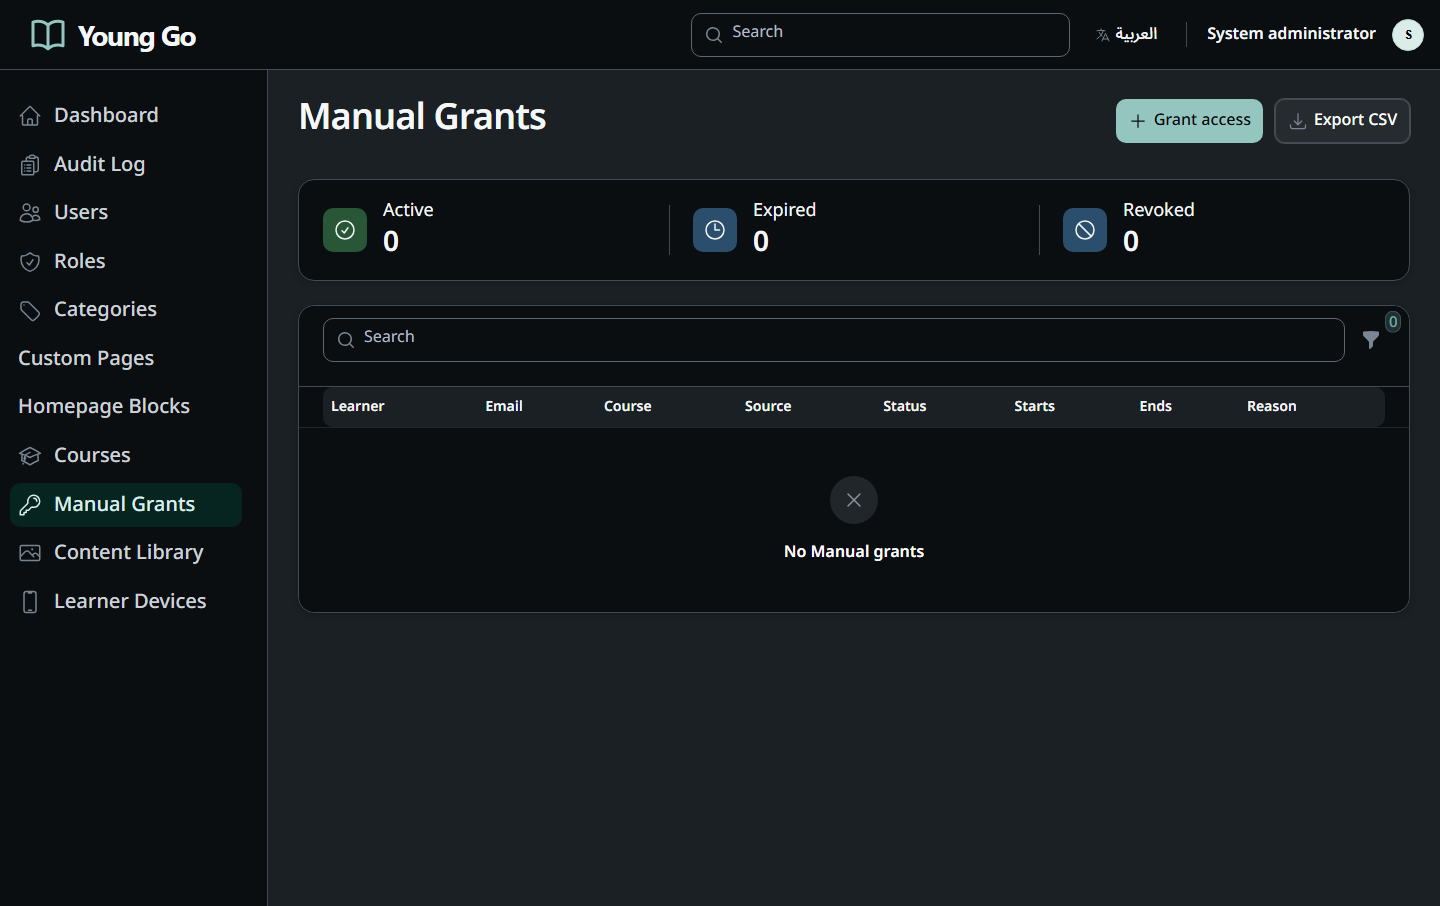 Young Go
Search
العربية
System administrator
S
Dashboard
Audit Log
Users
Roles
Categories
Custom Pages
Homepage Blocks
Courses
Manual Grants
Content Library
Learner Devices
Manual Grants
Grant access
Export CSV
Active
0
Expired
0
Revoked
0
Search
0
Learner Email Course Source Status Starts Ends Reason
No Manual grants